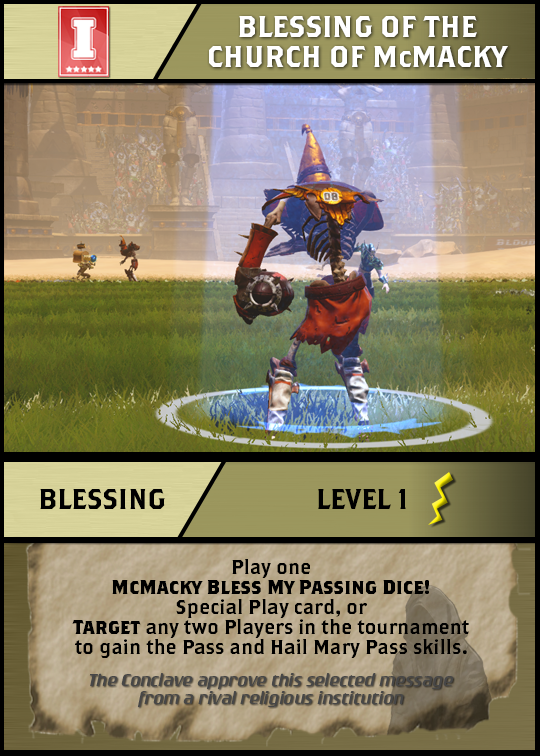 I
BLESSING OF THE
CHURCH OF McMACKY
08
BLESSING
LEVEL 1
Play one
McMacky Bless My Passing Dice!
Special Play card, or
Target any two Players in the tournament
to gain the Pass and Hail Mary Pass skills.
The Conclave approve this selected message
from a rival religious institution